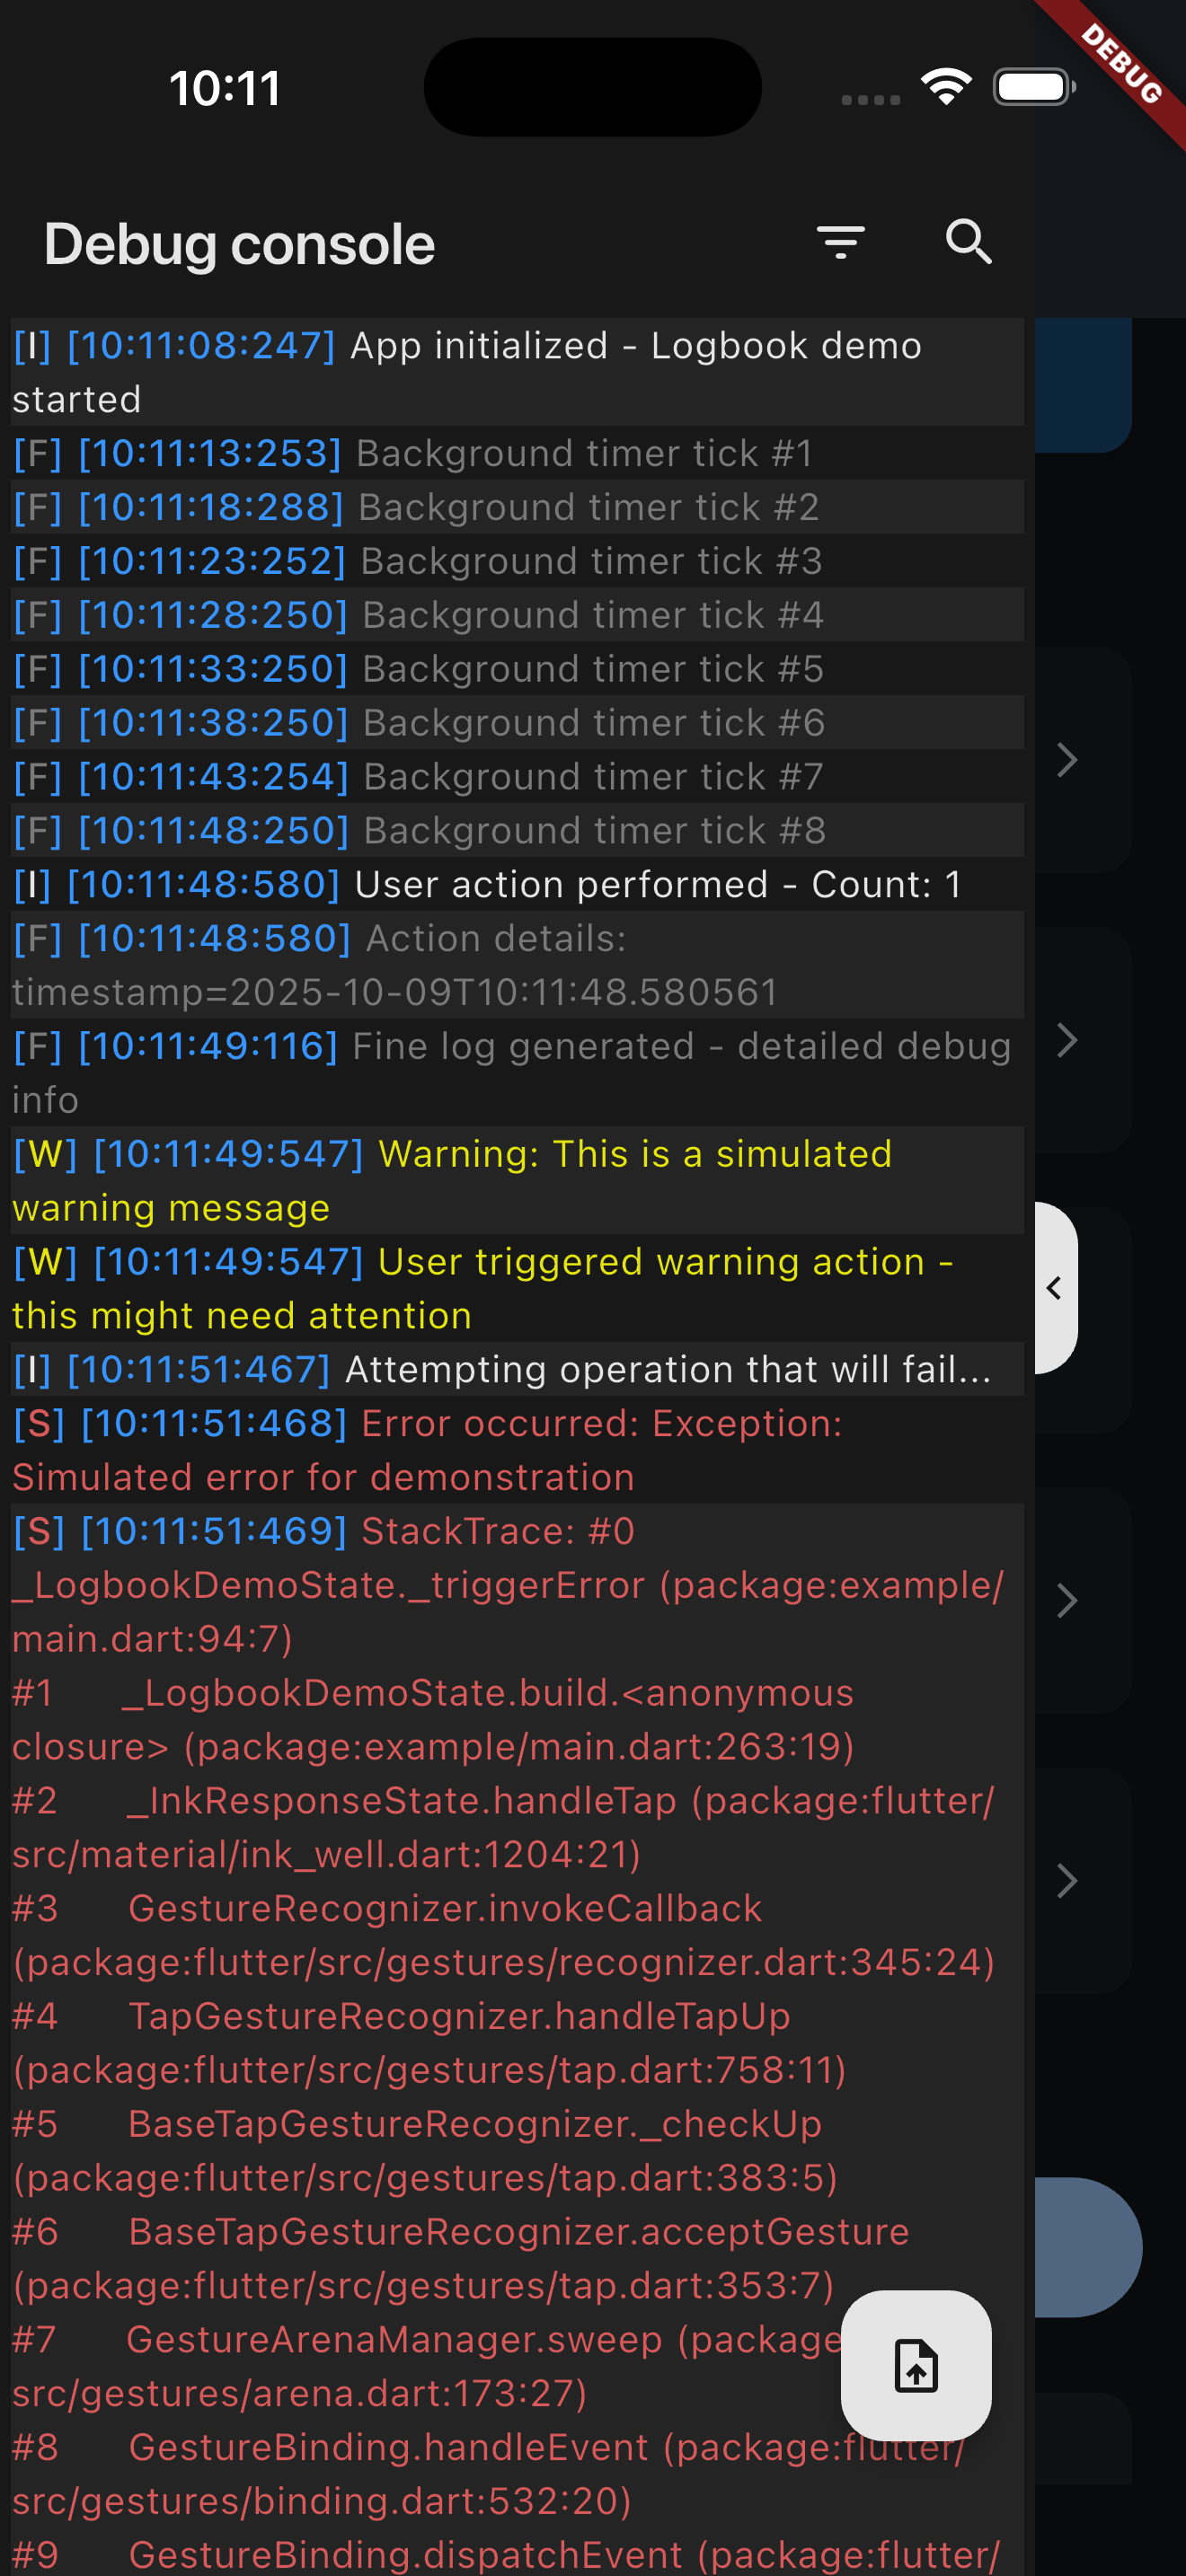 10:11
DEBUG
Debug console
[I] [10:11:08:247] App initialized - Logbook demo
started
[F] [10:11:13:253] Background timer tick #1
[F] [10:11:18:288] Background timer tick #2
[F] [10:11:23:252] Background timer tick #3
[F] [10:11:28:250] Background timer tick #4
[F] [10:11:33:250] Background timer tick #5
[F] [10:11:38:250] Background timer tick #6
[F] [10:11:43:254] Background timer tick #7
[F] [10:11:48:250] Background timer tick #8
[I] [10:11:48:580] User action performed - Count: 1
[F] [10:11:48:580] Action details:
timestamp=2025-10-09T10:11:48.580561
[F] [10:11:49:116] Fine log generated - detailed debug
info
[W] [10:11:49:547] Warning: This is a simulated
warning message
[W] [10:11:49:547] User triggered warning action -
this might need attention
[I] [10:11:51:467] Attempting operation that will fail...
[S] [10:11:51:468] Error occurred: Exception:
Simulated error for demonstration
[S] [10:11:51:469] StackTrace: #0
_LogbookDemoState._triggerError (package:example/
main.dart:94:7)
#1 _LogbookDemoState.build.<anonymous
closure> (package:example/main.dart:263:19)
#2 _InkResponseState.handleTap (package:flutter/
src/material/ink_well.dart:1204:21)
#3 GestureRecognizer.invokeCallback
(package:flutter/src/gestures/recognizer.dart:345:24)
#4 TapGestureRecognizer.handleTapUp
(package:flutter/src/gestures/tap.dart:758:11)
#5 BaseTapGestureRecognizer._checkUp
(package:flutter/src/gestures/tap.dart:383:5)
#6 BaseTapGestureRecognizer.acceptGesture
(package:flutter/src/gestures/tap.dart:353:7)
#7 GestureArenaManager.sweep (package
src/gestures/arena.dart:173:27)
#8 GestureBinding.handleEvent (package:flutter/
src/gestures/binding.dart:532:20)
#9 GestureBinding.dispatchEvent (package:flutter/